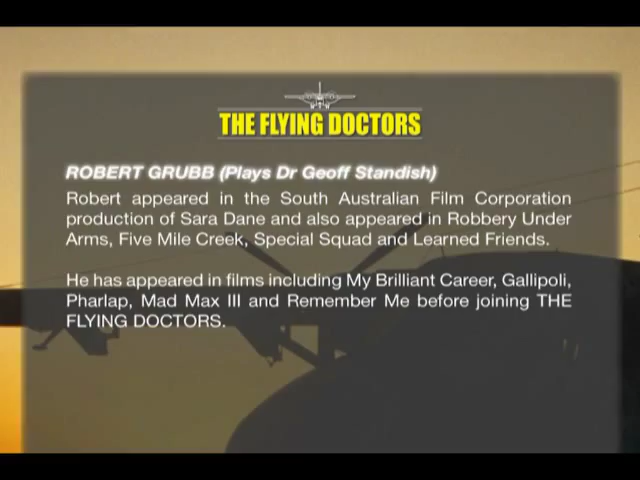 THE FLYING DOCTORS
ROBERT GRUBB (Plays Dr Geoff Standish)
Robert appeared in the South Australian Film Corporation
production of Sara Dane and also appeared in Robbery Under
Arms, Five Mile Creek, Special Squad and Learned Friends.
He has appeared in films including My Brilliant Career, Gallipoli,
Pharlap, Mad Max III and Remember Me before joining THE
FLYING DOCTORS.